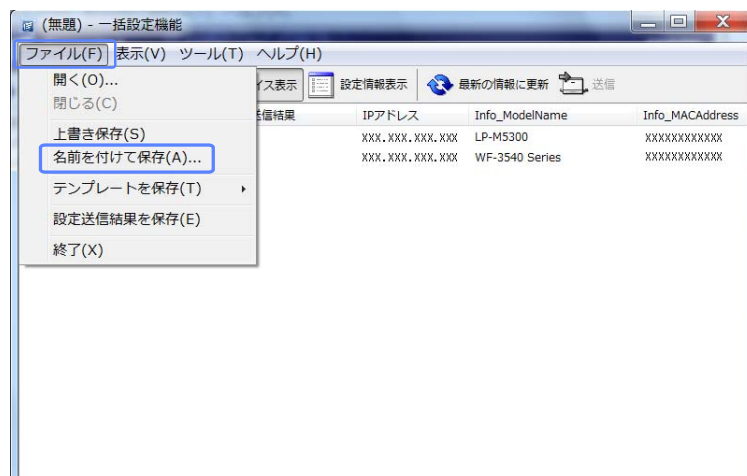 (無題) - 一括設定機能
ファイル(F) 表示(V) ツール(T) ヘルプ(H)
イス表示 設定情報表示 最新の情報に更新 送信
送信結果 IPアドレス Info_ModelName Info_MACAddress
XXX.XXX.XXX.XXX LP-M5300 XXXXXXXXXXXX
XXX.XXX.XXX.XXX WF-3540 Series XXXXXXXXXXXX
開く(O)...
閉じる(C)
上書き保存(S)
名前を付けて保存(A)...
テンプレートを保存(T)
設定送信結果を保存(E)
終了(X)